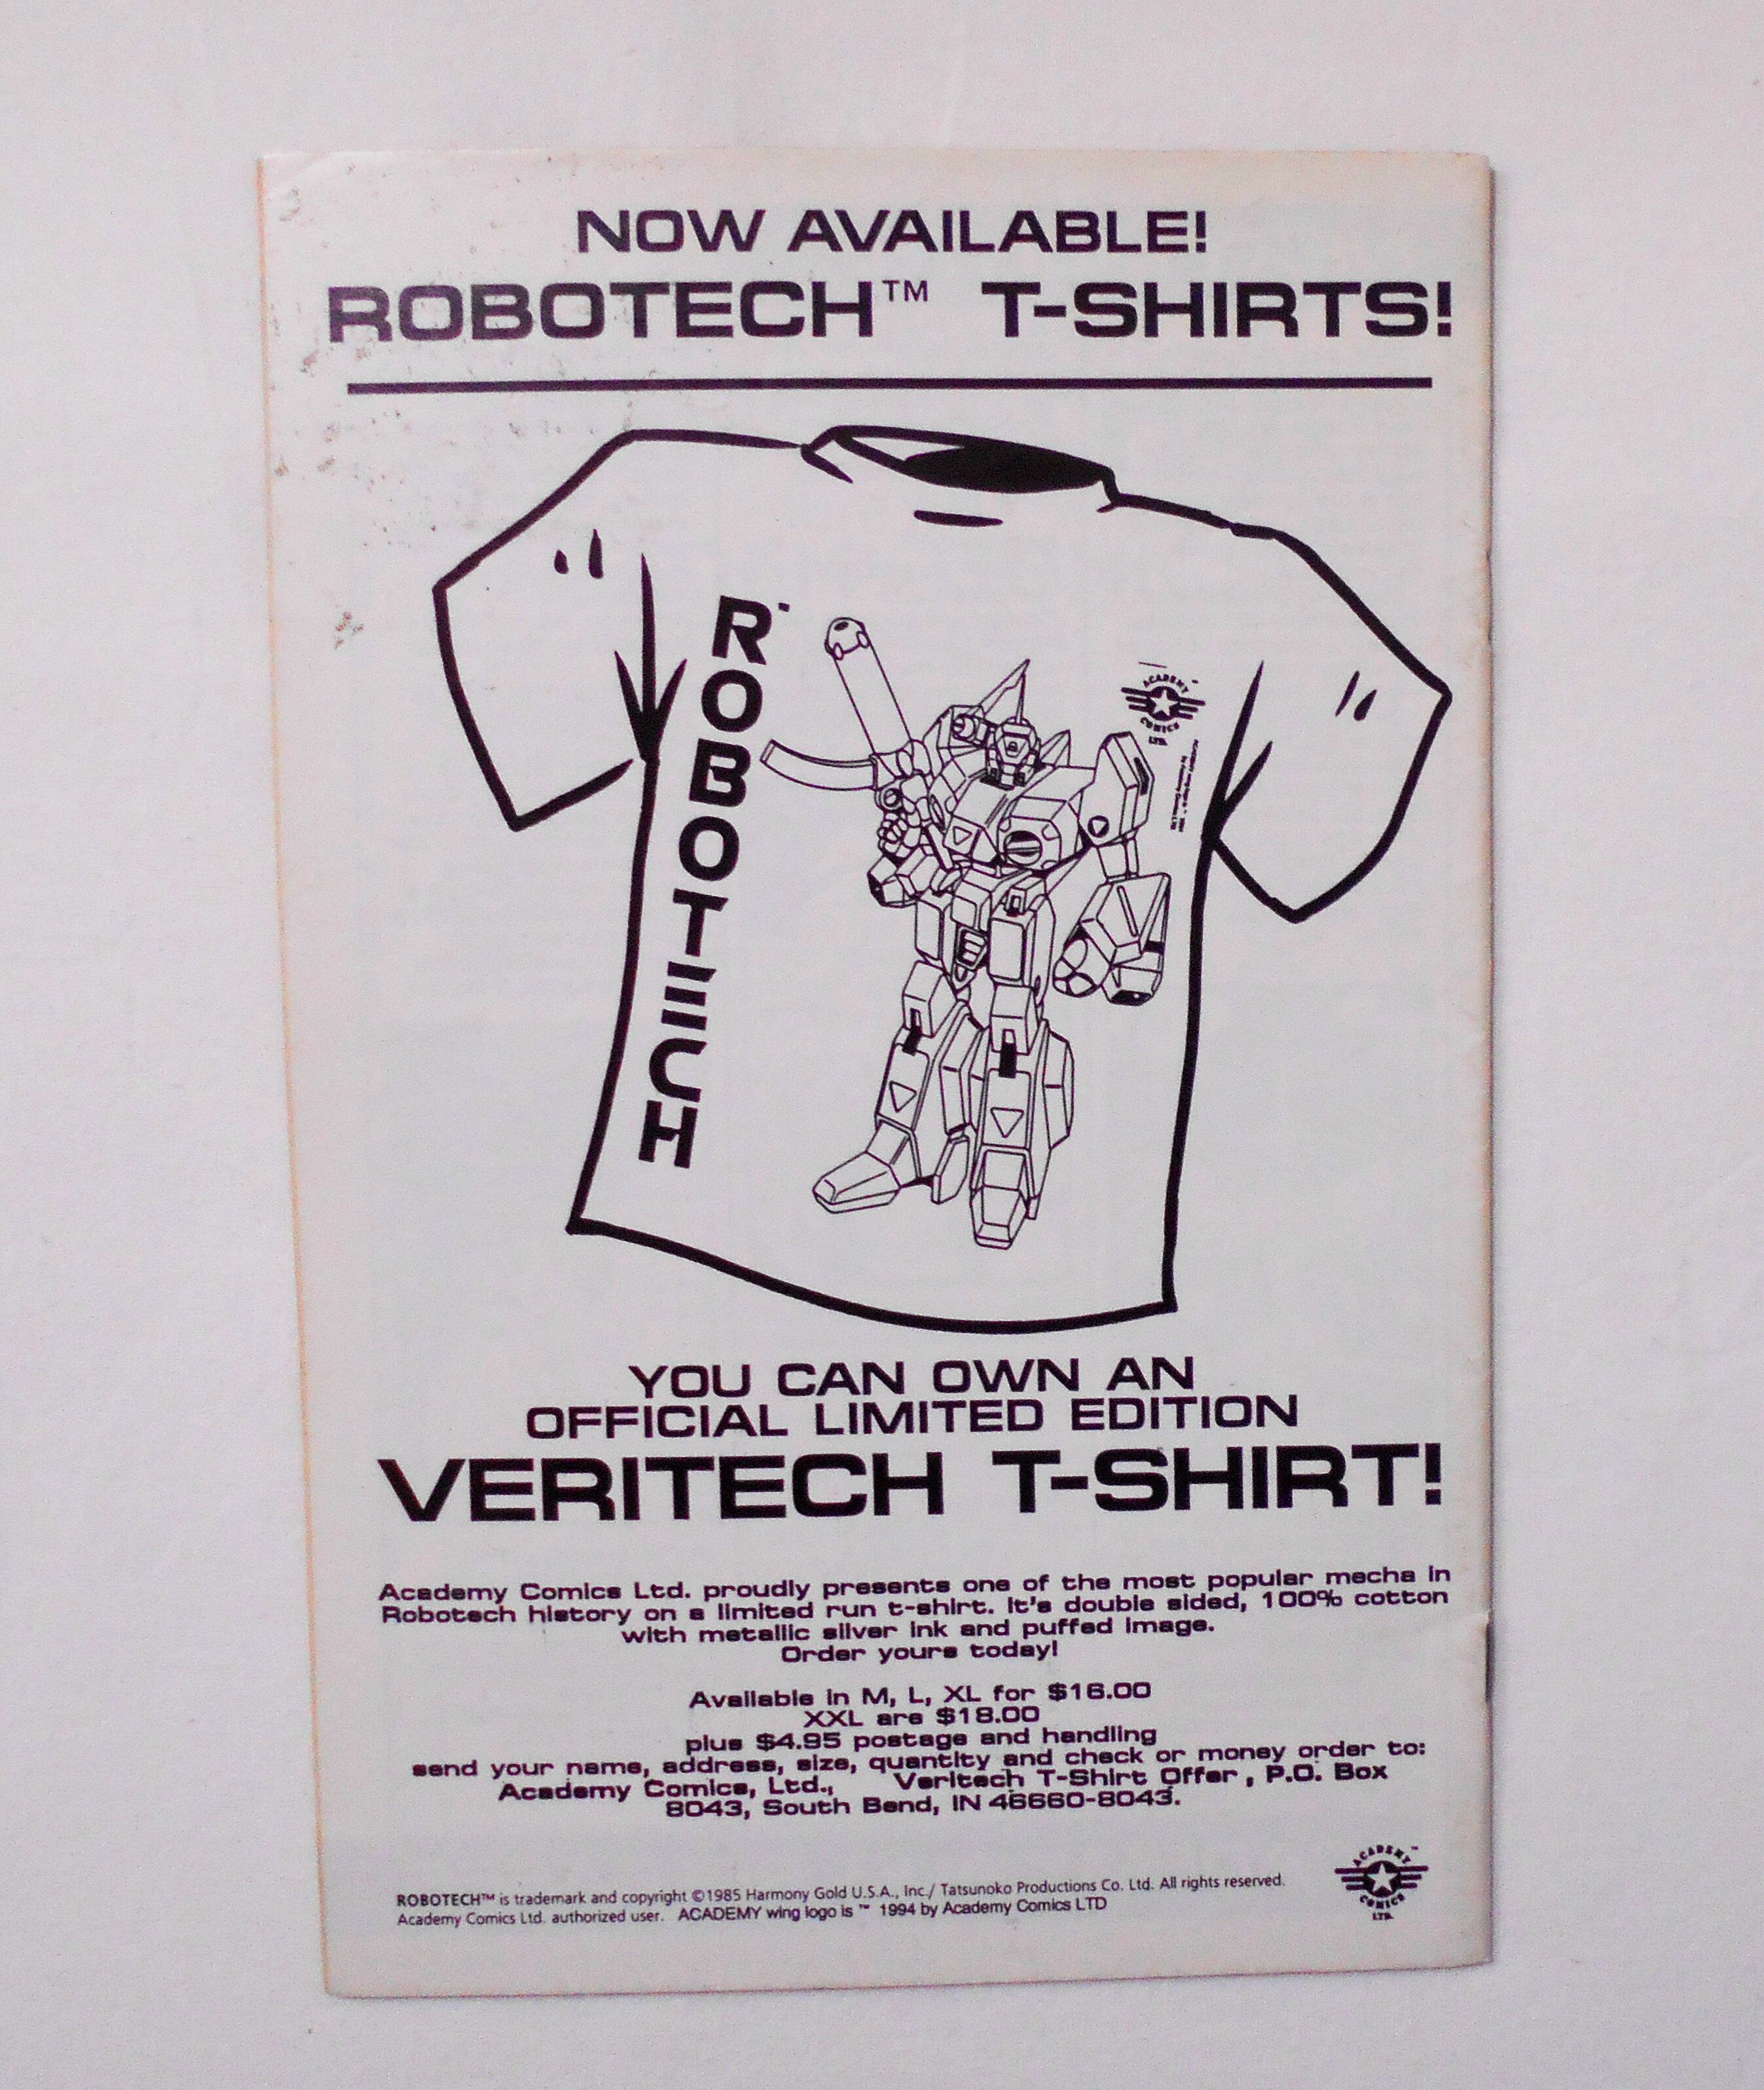 NOW AVAILABLE!
ROBOTECH™ T-SHIRTS!
ROBOTECH
ACADEMY
COMICS
LTD.
YOU CAN OWN AN
OFFICIAL LIMITED EDITION
VERITECH T-SHIRT!
Academy Comics Ltd. proudly presents one of the most popular mecha in
Robotech history on a limited run t-shirt. It's double sided, 100% cotton
with metallic silver ink and puffed image.
Order yours today!
Available in M, L, XL for $16.00
XXL are $18.00
plus $4.95 postage and handling
send your name, address, size, quantity and check or money order to:
Academy Comics, Ltd., Veritech T-Shirt Offer , P.O. Box
8043, South Bend, IN 46660-8043.
ROBOTECH™ is trademark and copyright ©1985 Harmony Gold U.S.A., Inc./ Tatsunoko Productions Co. Ltd. All rights reserved.
Academy Comics Ltd. authorized user. ACADEMY wing logo is ™ 1994 by Academy Comics LTD
ACADEMY™
COMICS
LTD.